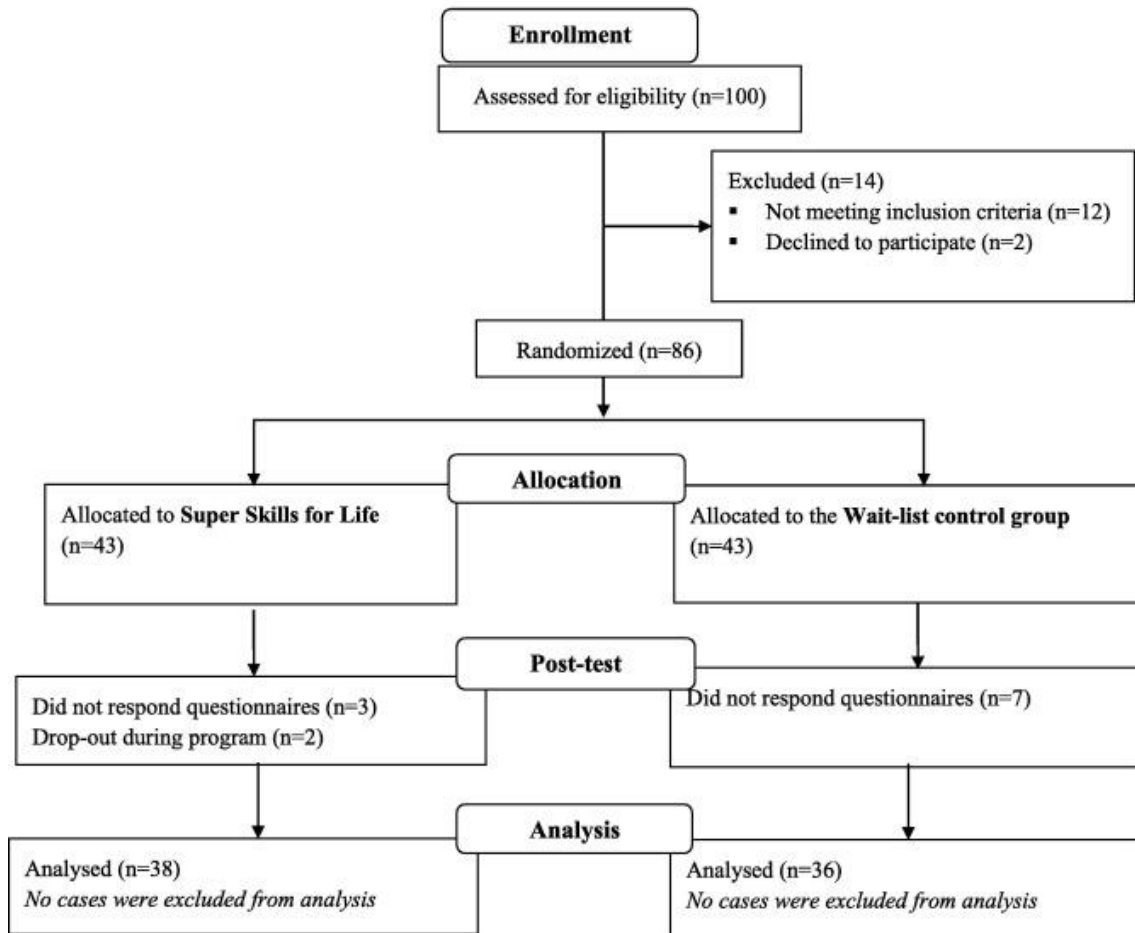 Enrollment
Assessed for eligibility (n=100)
Excluded (n=14)
▪ Not meeting inclusion criteria (n=12)
▪ Declined to participate (n=2)
Randomized (n=86)
Allocation
Allocated to Super Skills for Life
(n=43)
Allocated to the Wait-list control group
(n=43)
Post-test
Did not respond questionnaires (n=3)
Drop-out during program (n=2)
Did not respond questionnaires (n=7)
Analysis
Analysed (n=38)
No cases were excluded from analysis
Analysed (n=36)
No cases were excluded from analysis